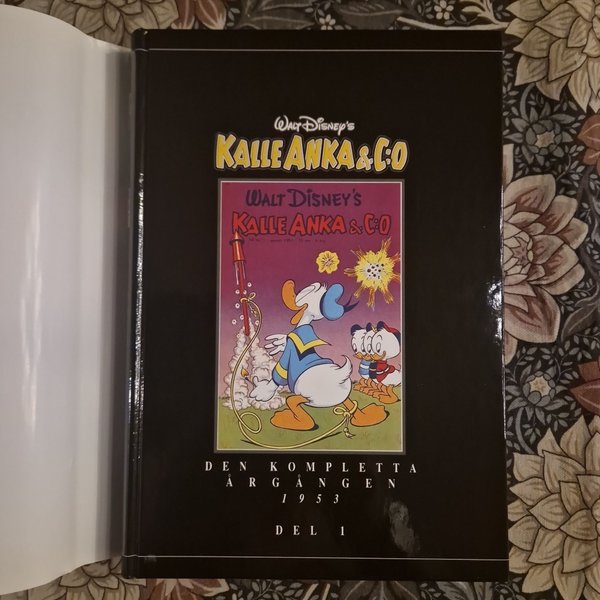 WALT DISNEY'S
KALLE ANKA & C:O
WALT DISNEY'S
KALLE ANKA & C:O
DEN KOMPLETTA
ÅRGÅNGEN
1953
DEL 1